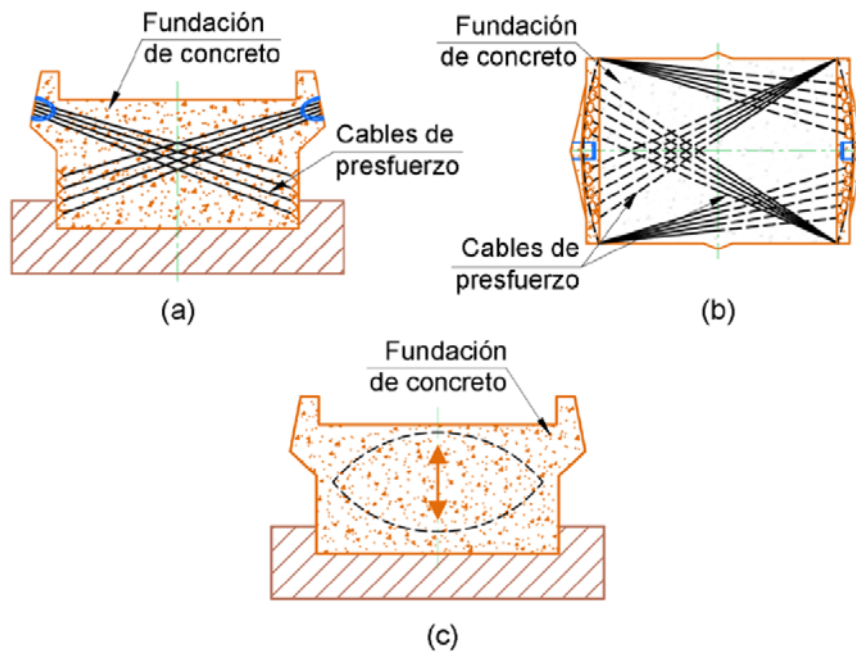 Fundación
de concreto
Cables de
presfuerzo
(a)
Fundación
de concreto
Cables de
presfuerzo
(b)
Fundación
de concreto
(c)